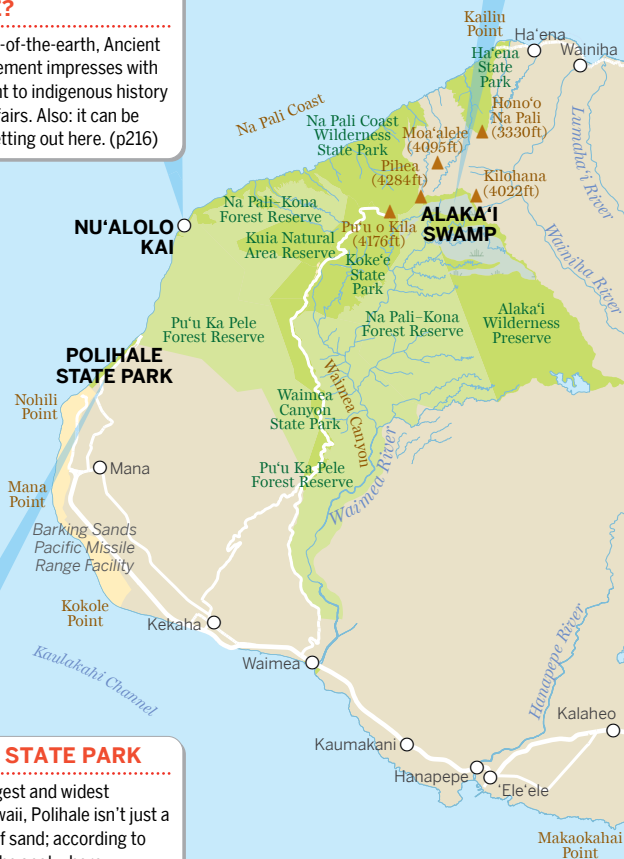 ?
-of-the-earth, Ancient
ement impresses with
t to indigenous history
fairs. Also: it can be
etting out here. (p216)
Kailiu
Point
Ha‘ena
Wainiha
Ha‘ena
State
Park
Na Pali Coast
Na Pali Coast
Wilderness
State Park
Hono‘o
Na Pali
(3330ft)
Moa‘alele
(4095ft)
Pihea
(4284ft)
Kilohana
(4022ft)
Lumaha‘i River
Wainiha River
Na Pali–Kona
Forest Reserve
NU‘ALOLO
KAI
Kuia Natural
Area Reserve
Pu‘u o Kila
(4176ft)
ALAKA‘I
SWAMP
Koke‘e
State
Park
Pu‘u Ka Pele
Forest Reserve
Na Pali–Kona
Forest Reserve
Alaka‘i
Wilderness
Preserve
POLIHALE
STATE PARK
Nohili
Point
Waimea
Canyon
State Park
Waimea Canyon
Mana
Pu‘u Ka Pele
Forest Reserve
Waimea River
Mana
Point
Barking Sands
Pacific Missile
Range Facility
Kokole
Point
Kekaha
Waimea
Kaulakahi Channel
Hanapepe River
Kalaheo
Kaumakani
Hanapepe
‘Ele‘ele
Makaokahai
Point
STATE PARK
gest and widest
waii, Polihale isn’t just a
of sand; according to